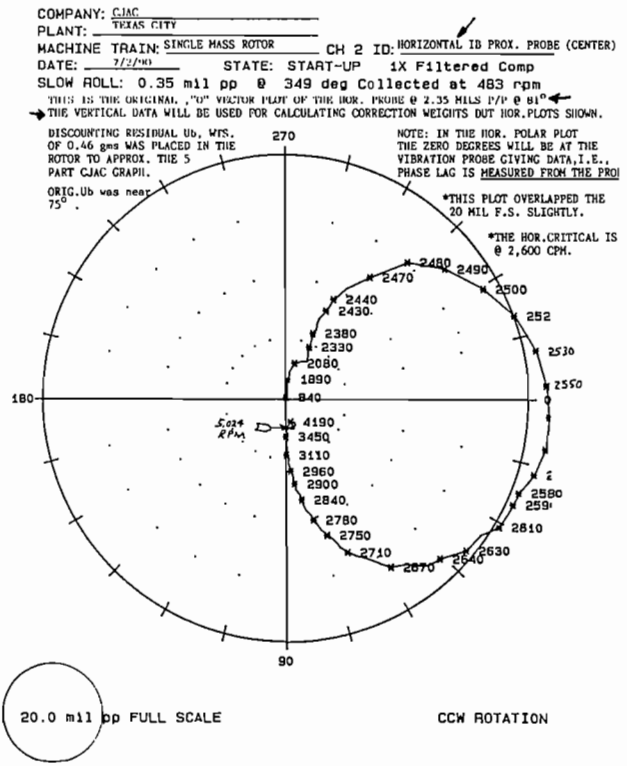 COMPANY: CJAC
PLANT: TEXAS CITY
MACHINE TRAIN: SINGLE MASS ROTOR CH 2 ID: HORIZONTAL IB PROX. PROBE (CENTER)
DATE: 7/2/90 STATE: START-UP 1X Filtered Comp
SLOW ROLL: 0.35 mil pp @ 349 deg Collected at 483 rpm
THIS IS THE ORIGINAL ,"O" VECTOR PLOT OF THE HOR. PROBE @ 2.35 MILS P/P @ 81°
THE VERTICAL DATA WILL BE USED FOR CALCULATING CORRECTION WEIGHTS BUT HOR.PLOTS SHOWN.
DISCOUNTING RESIDUAL Ub, WTS.
OF 0.46 gms WAS PLACED IN THE
ROTOR TO APPROX. THE 5
PART CJAC GRAPH.
ORIG.Ub was near
75°.
270
NOTE: IN THE HOR. POLAR PLOT
THE ZERO DEGREES WILL BE AT THE
VIBRATION PROBE GIVING DATA,I.E.,
PHASE LAG IS MEASURED FROM THE PRO
*THIS PLOT OVERLAPPED THE
20 MIL F.S. SLIGHTLY.
*THE HOR.CRITICAL IS
@ 2,600 CPM.
2480
2490
2470
2500
2440
2430
252
2380
2330
2530
2080
1890
2550
180
840
0
4190
5,024
RPM
3450
3110
2960
2
2900
2580
2840
259
2780
2810
2750
2710
2630
2640
2670
90
20.0 mil pp FULL SCALE
CCW ROTATION